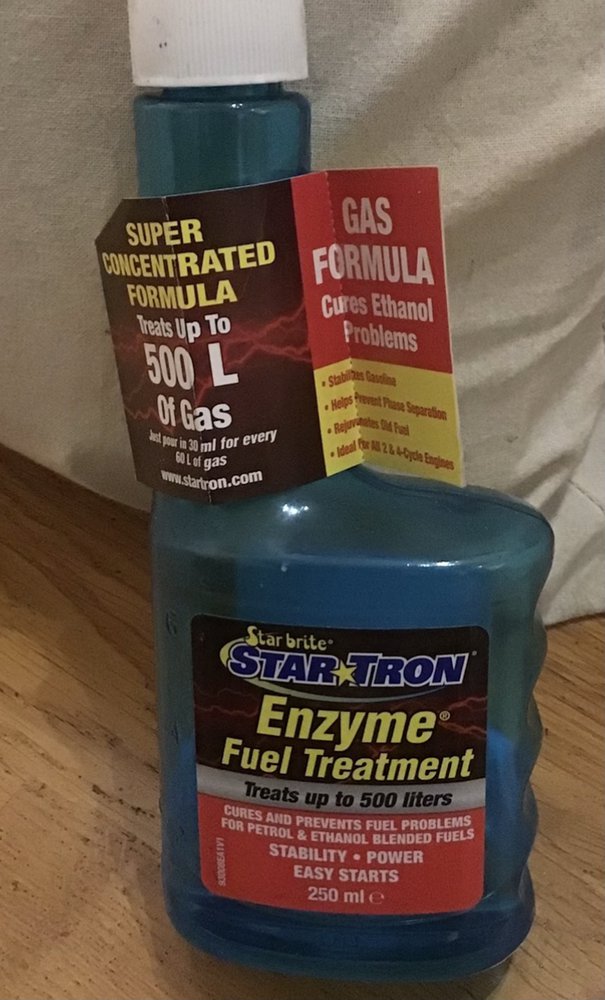 SUPER
CONCENTRATED
FORMULA
Treats Up To
500 L
Of Gas
Just pour in 30 ml for every
60 L of gas
www.startron.com
GAS
FORMULA
Cures Ethanol
Problems
• Stabilizes Gasoline
• Helps Prevent Phase Separation
• Rejuvenates Old Fuel
• Ideal For All 2 & 4-Cycle Engines
Star brite®
STAR TRON®
Enzyme®
Fuel Treatment
Treats up to 500 liters
CURES AND PREVENTS FUEL PROBLEMS
FOR PETROL & ETHANOL BLENDED FUELS
STABILITY • POWER
EASY STARTS
250 ml ℮